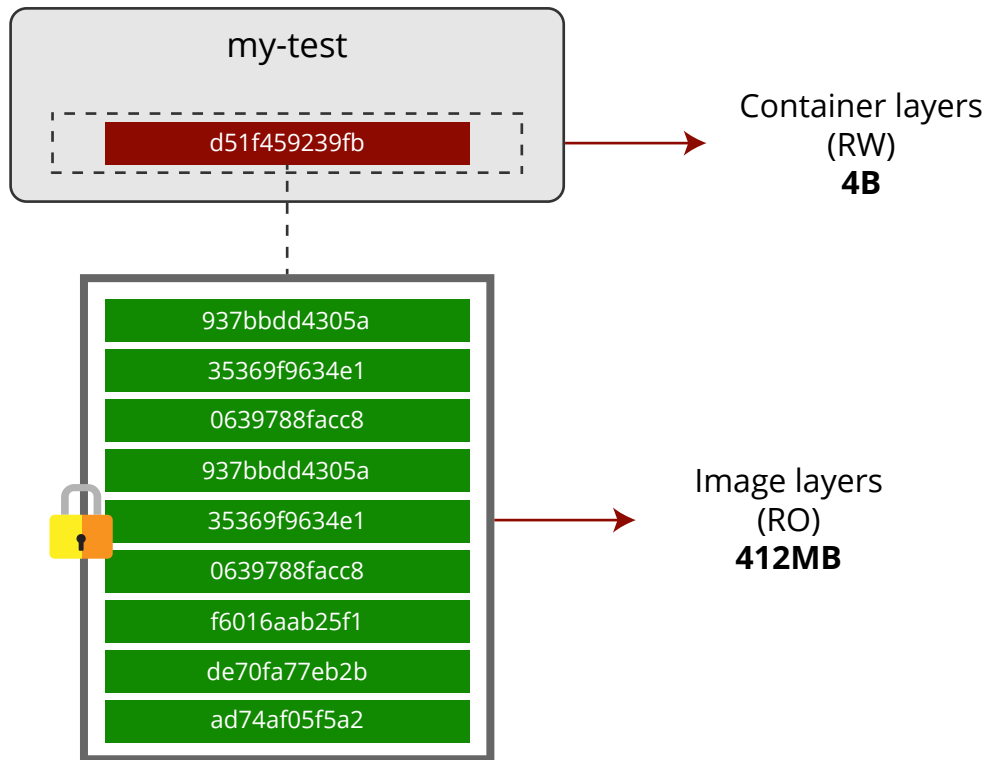 my-test
d51f459239fb
Container layers
(RW)
4B
937bbdd4305a
35369f9634e1
0639788facc8
937bbdd4305a
35369f9634e1
0639788facc8
f6016aab25f1
de70fa77eb2b
ad74af05f5a2
Image layers
(RO)
412MB